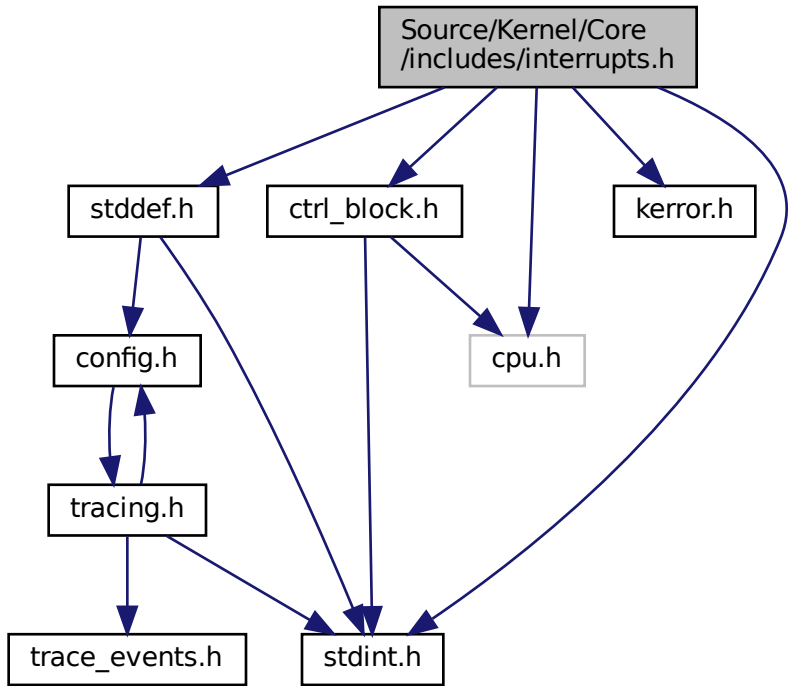 Source/Kernel/Core
/includes/interrupts.h
stddef.h
ctrl_block.h
kerror.h
config.h
cpu.h
tracing.h
trace_events.h
stdint.h